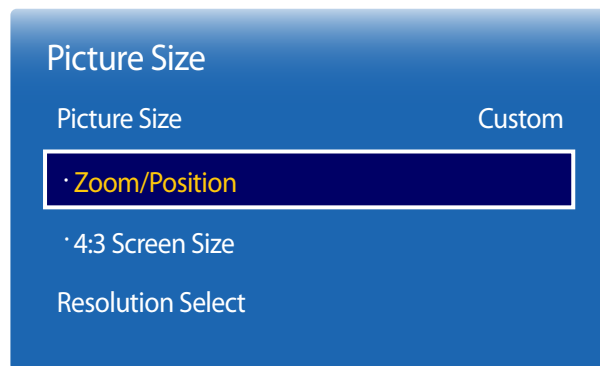 Picture Size
Picture Size Custom
· Zoom/Position
· 4:3 Screen Size
Resolution Select